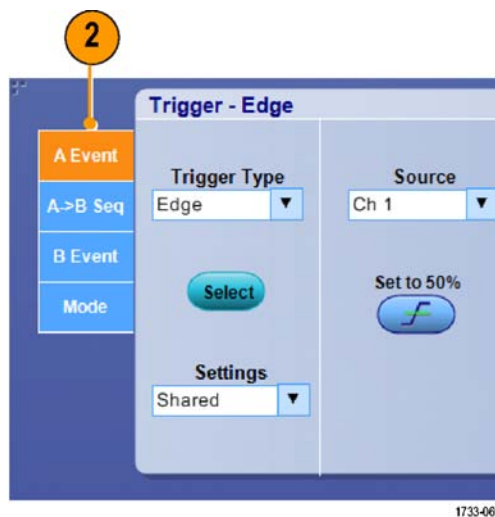 2
Trigger - Edge
A Event
A->B Seq
B Event
Mode
Trigger Type
Edge
Select
Settings
Shared
Source
Ch 1
Set to 50%
1733-06